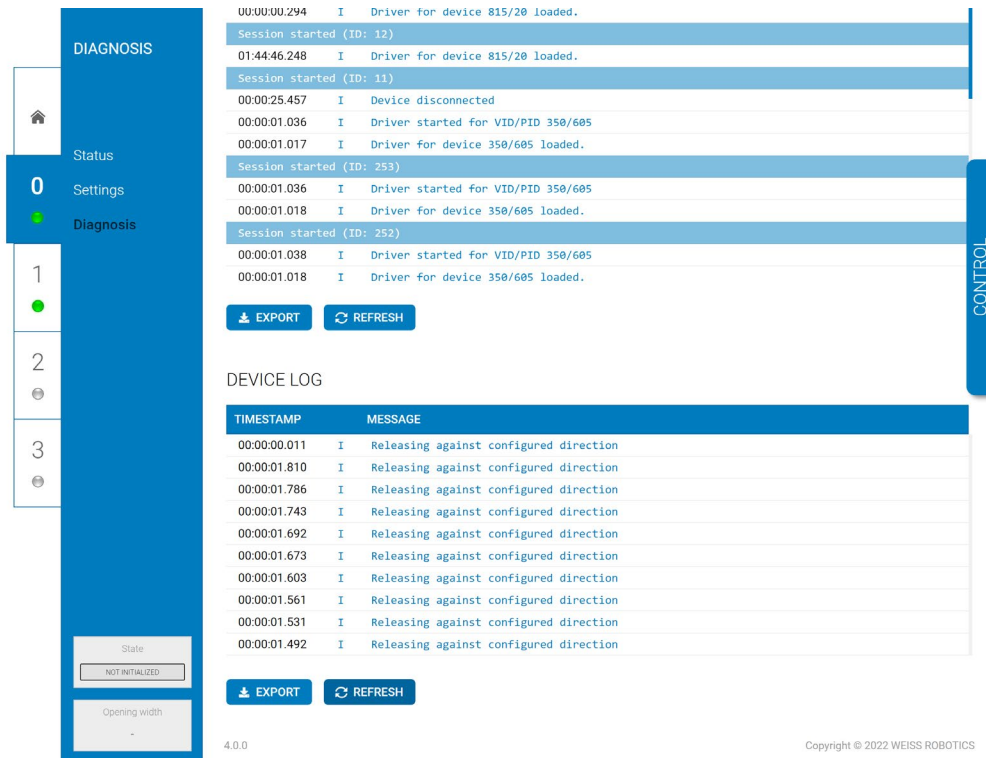 DIAGNOSIS
Status
0 Settings
Diagnosis
1
2
3
State
NOT INITIALIZED
Opening width
-
00:00:00.294 I Driver for device 815/20 loaded.
Session started (ID: 12)
01:44:46.248 I Driver for device 815/20 loaded.
Session started (ID: 11)
00:00:25.457 I Device disconnected
00:00:01.036 I Driver started for VID/PID 350/605
00:00:01.017 I Driver for device 350/605 loaded.
Session started (ID: 253)
00:00:01.036 I Driver started for VID/PID 350/605
00:00:01.018 I Driver for device 350/605 loaded.
Session started (ID: 252)
00:00:01.038 I Driver started for VID/PID 350/605
00:00:01.018 I Driver for device 350/605 loaded.
EXPORT REFRESH
DEVICE LOG
TIMESTAMP MESSAGE
00:00:00.011 I Releasing against configured direction
00:00:01.810 I Releasing against configured direction
00:00:01.786 I Releasing against configured direction
00:00:01.743 I Releasing against configured direction
00:00:01.692 I Releasing against configured direction
00:00:01.673 I Releasing against configured direction
00:00:01.603 I Releasing against configured direction
00:00:01.561 I Releasing against configured direction
00:00:01.531 I Releasing against configured direction
00:00:01.492 I Releasing against configured direction
EXPORT REFRESH
4.0.0 Copyright © 2022 WEISS ROBOTICS
CONTROL